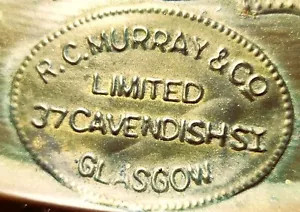 R.C. MURRAY & CO
LIMITED
37 CAVENDISH ST
GLASGOW